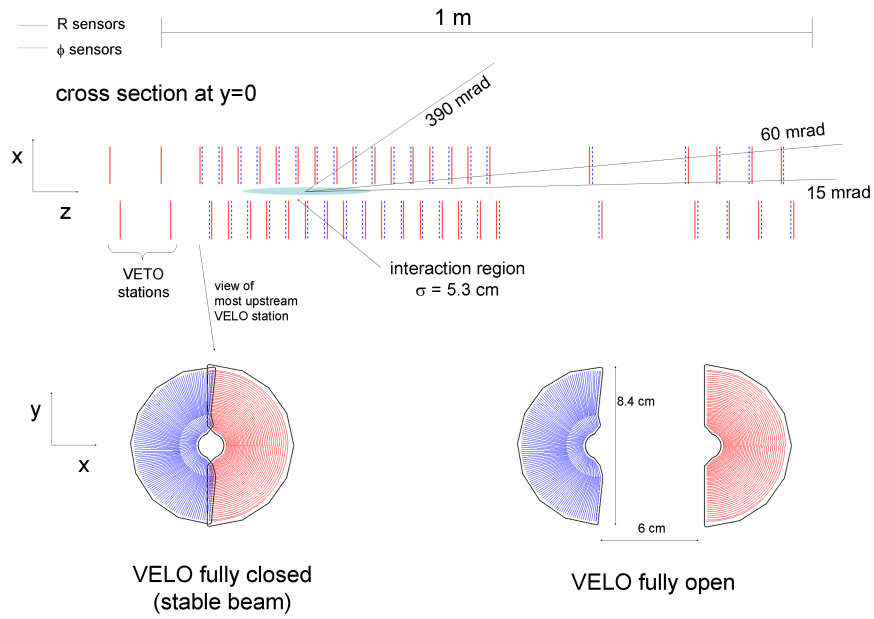 R sensors
1 m
ϕ sensors
cross section at y=0
390 mrad
60 mrad
x
15 mrad
z
VETO
stations
interaction region
σ = 5.3 cm
view of
most upstream
VELO station
y
x
8.4 cm
6 cm
VELO fully closed
(stable beam)
VELO fully open